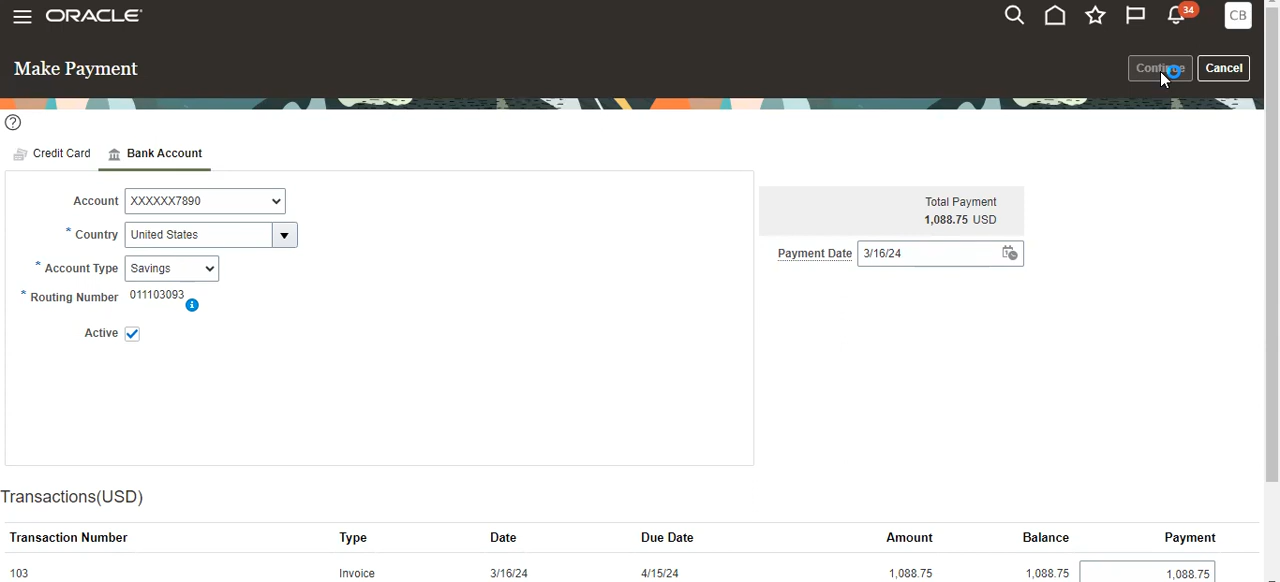 ORACLE
34
CB
Make Payment
Continue
Cancel
Credit Card
Bank Account
Account XXXXXX7890
* Country United States
* Account Type Savings
* Routing Number 011103093
Active
Total Payment
1,088.75 USD
Payment Date 3/16/24
Transactions(USD)
Transaction Number Type Date Due Date Amount Balance Payment
103 Invoice 3/16/24 4/15/24 1,088.75 1,088.75 1,088.75